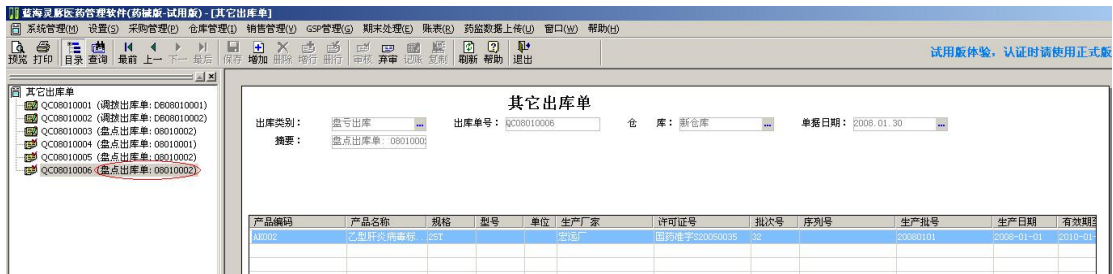 蓝海灵豚医药管理软件(药械版-试用版) - [其它出库单]
系统管理(M) 设置(S) 采购管理(P) 仓库管理(I) 销售管理(V) GSP管理(G) 期末处理(E) 账表(R) 药监数据上传(U) 窗口(W) 帮助(H)
预览 打印 目录 查询 最前 上一 下一 最后 保存 增加 删除 增行 删行 审核 弃审 记账 复制 刷新 帮助 退出
试用版体验，认证时请使用正式版
其它出库单
QC08010001 (调拨出库单: DB08010001)
QC08010002 (调拨出库单: DB08010002)
QC08010003 (盘点出库单: 08010002)
QC08010004 (盘点出库单: 08010001)
QC08010005 (盘点出库单: 08010002)
QC08010006 (盘点出库单: 08010002)
其它出库单
出库类别： 盘亏出库 ... 出库单号： QC08010006 仓 库： 新仓库 ... 单据日期： 2008.01.30 ...
摘要： 盘点出库单: 0801000
产品编码 产品名称 规格 型号 单位 生产厂家 许可证号 批次号 序列号 生产批号 生产日期 有效期至
乙型肝炎病毒标. 25T 宏远厂 国药准字S20050035 32 20080101 2008-01-01 2010-01-